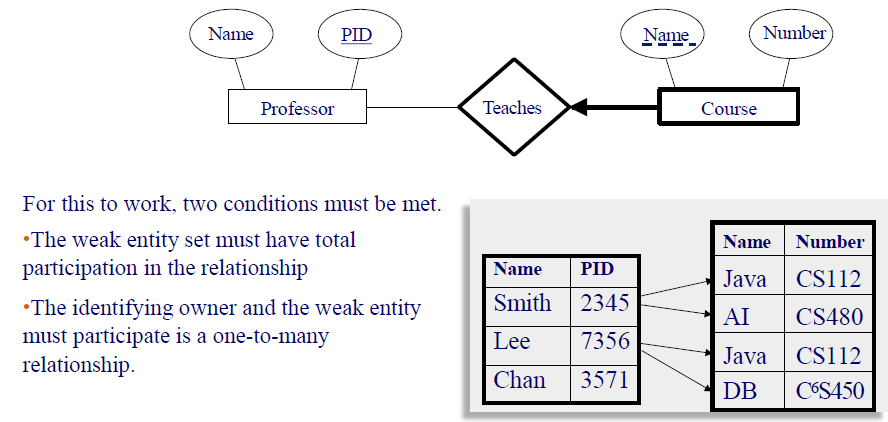 Name PID Name Number
Professor Teaches Course
For this to work, two conditions must be met.
•The weak entity set must have total
participation in the relationship
•The identifying owner and the weak entity
must participate is a one-to-many
relationship.
Name PID
Smith 2345
Lee 7356
Chan 3571
Name Number
Java CS112
AI CS480
Java CS112
DB C6S450